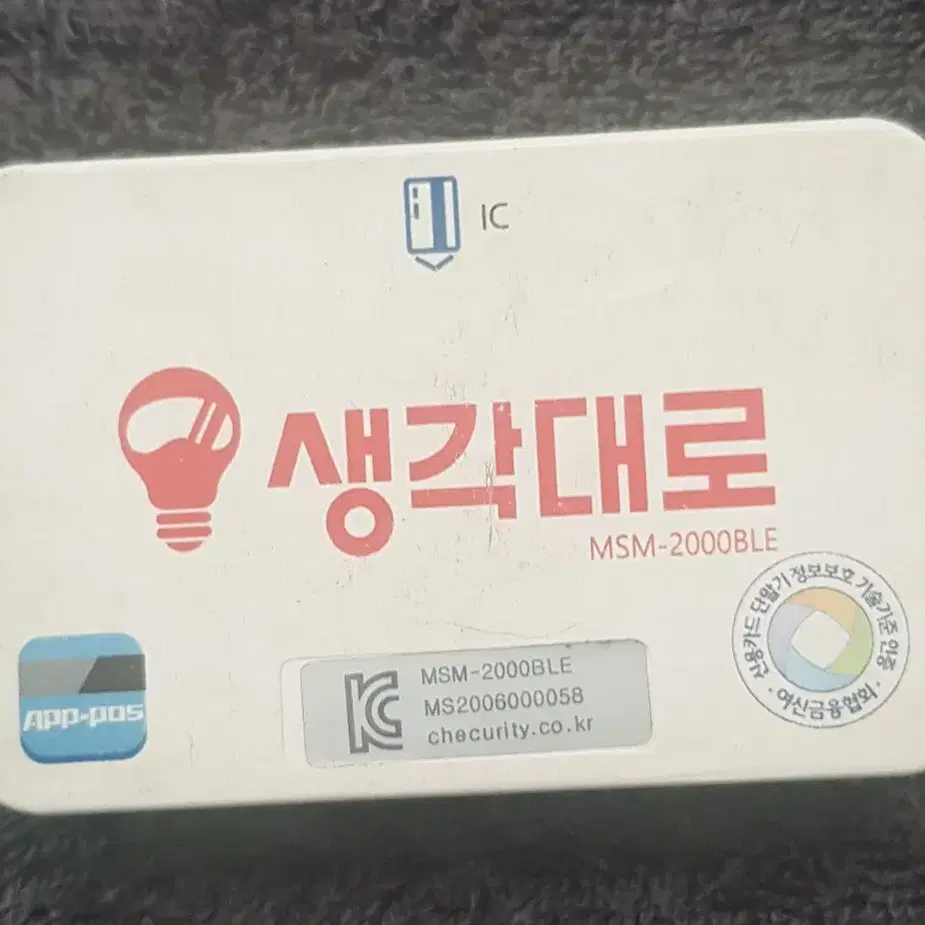 IC
생각대로
MSM-2000BLE
신용카드단말기 정보보호 기술기준 인증
·여신금융협회·
App-pos
MSM-2000BLE
MS2006000058
checurity.co.kr